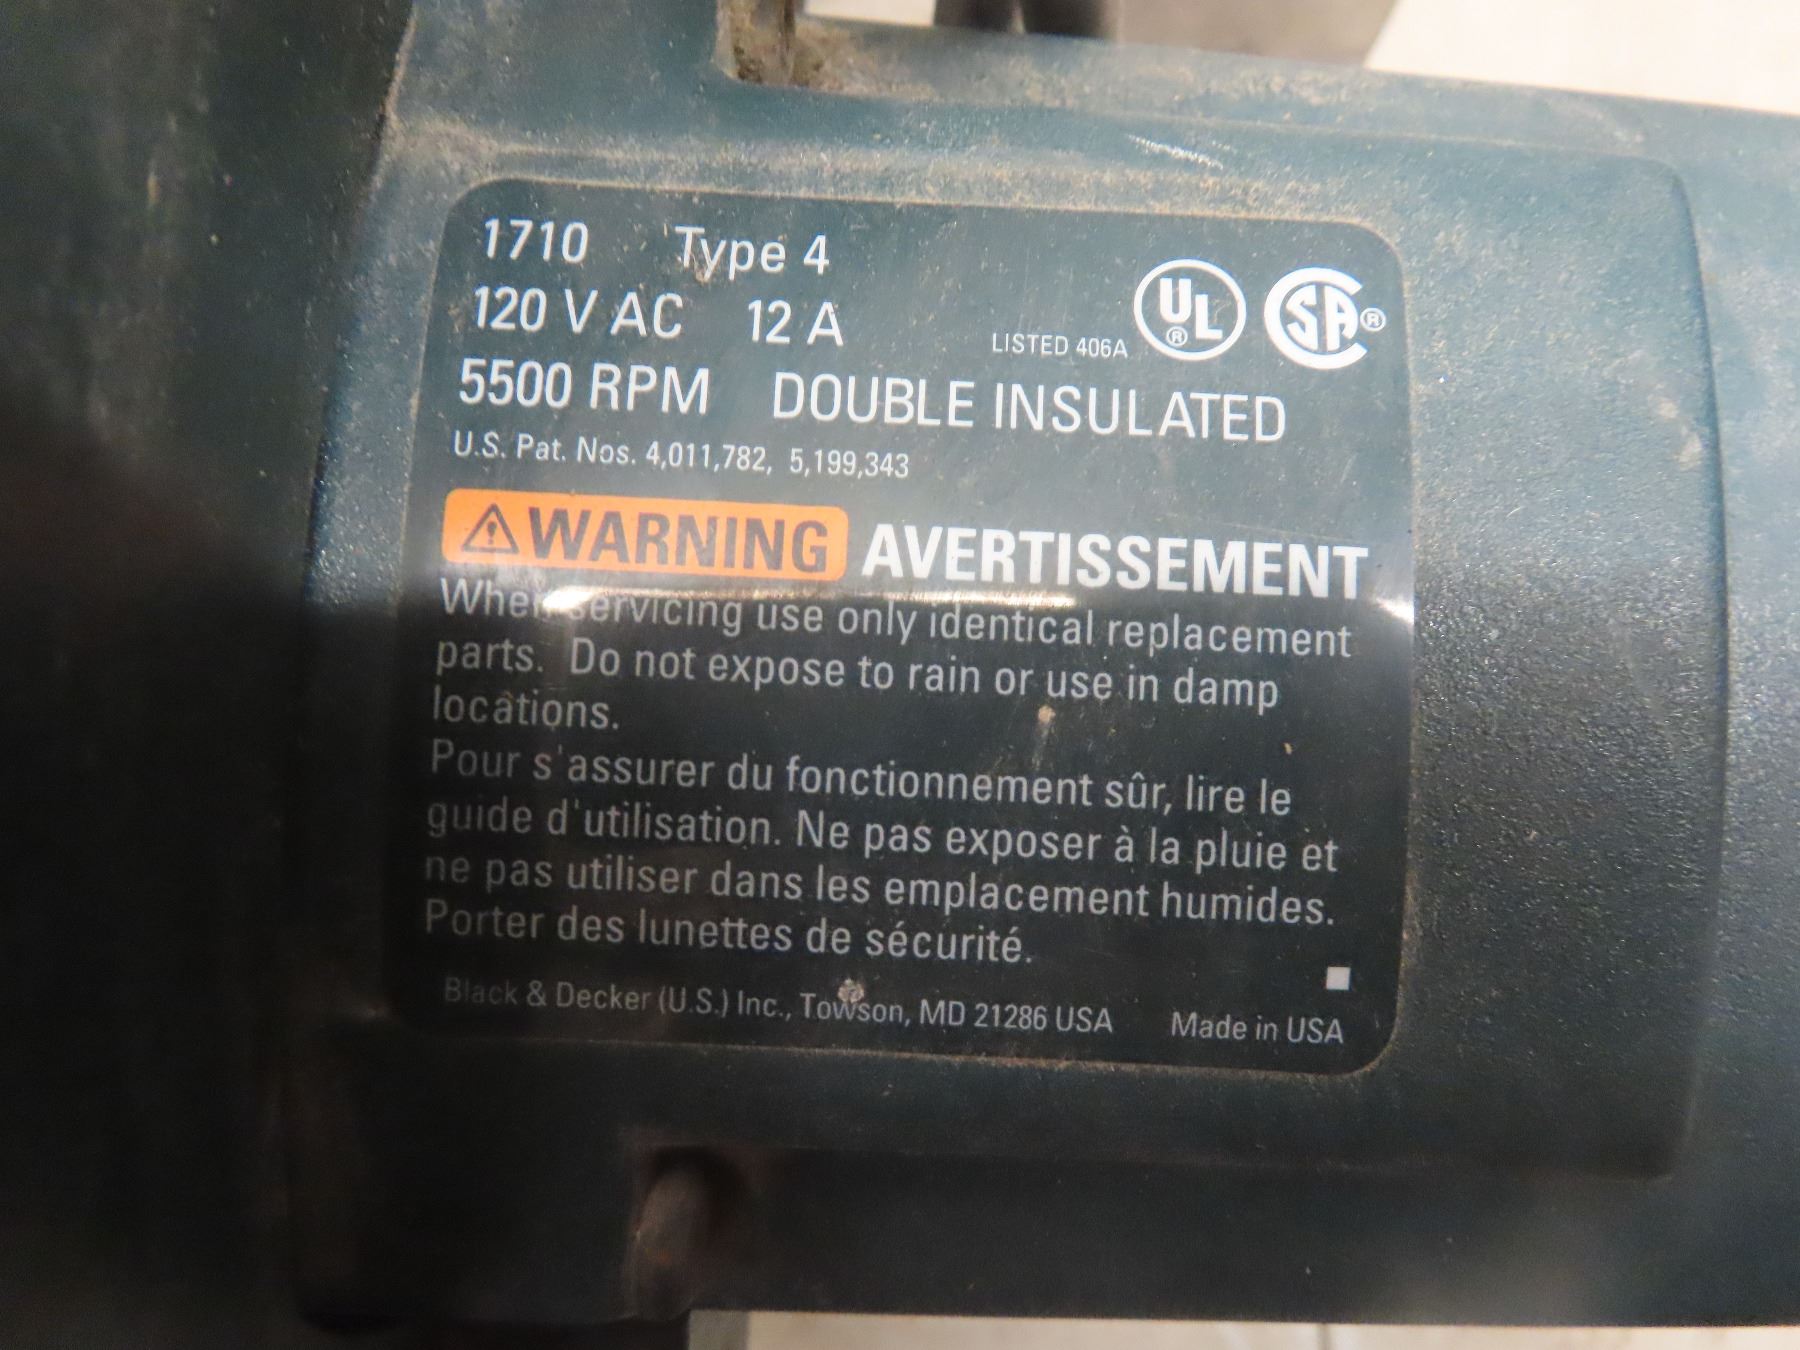 1710 Type 4
120 V AC 12 A
LISTED 406A UL® SA®
5500 RPM DOUBLE INSULATED
U.S. Pat. Nos. 4,011,782, 5,199,343
WARNING AVERTISSEMENT
When servicing use only identical replacement
parts. Do not expose to rain or use in damp
locations.
Pour s'assurer du fonctionnement sûr, lire le
guide d'utilisation. Ne pas exposer à la pluie et
ne pas utiliser dans les emplacement humides.
Porter des lunettes de sécurité.
Black & Decker (U.S.) Inc., Towson, MD 21286 USA Made in USA